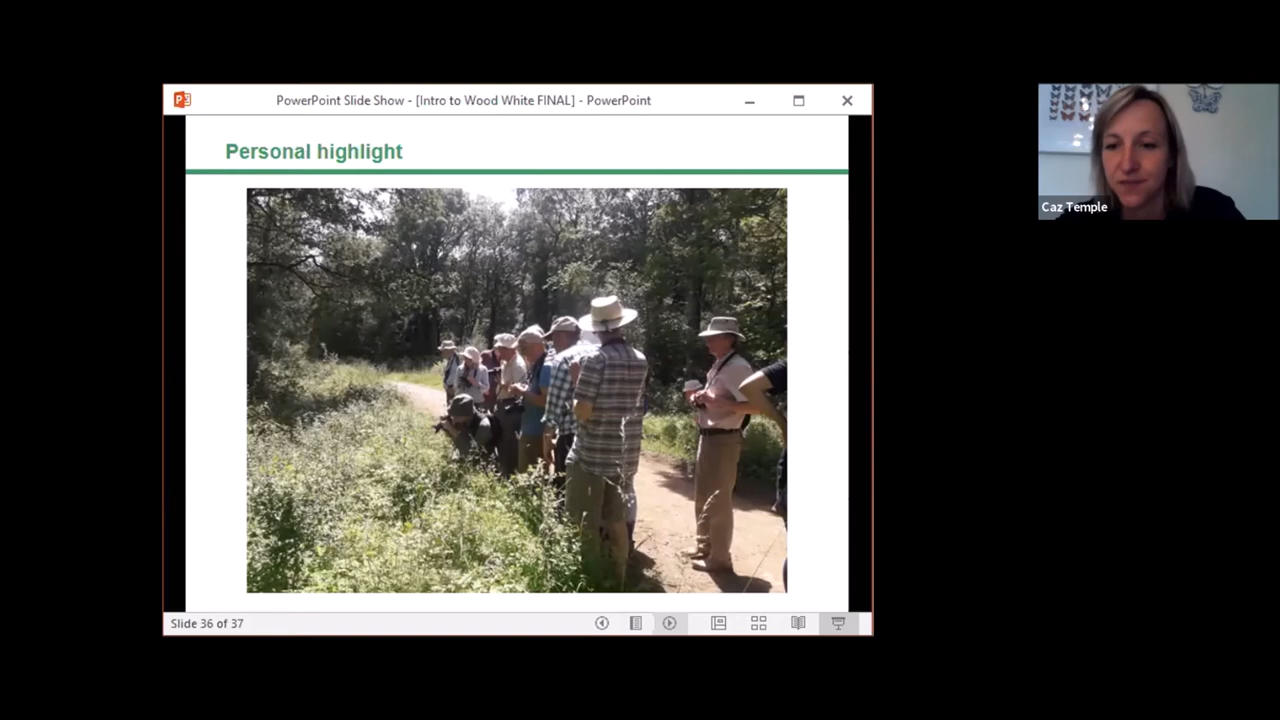 PowerPoint Slide Show - [Intro to Wood White FINAL] - PowerPoint
Personal highlight
Caz Temple
Slide 36 of 37